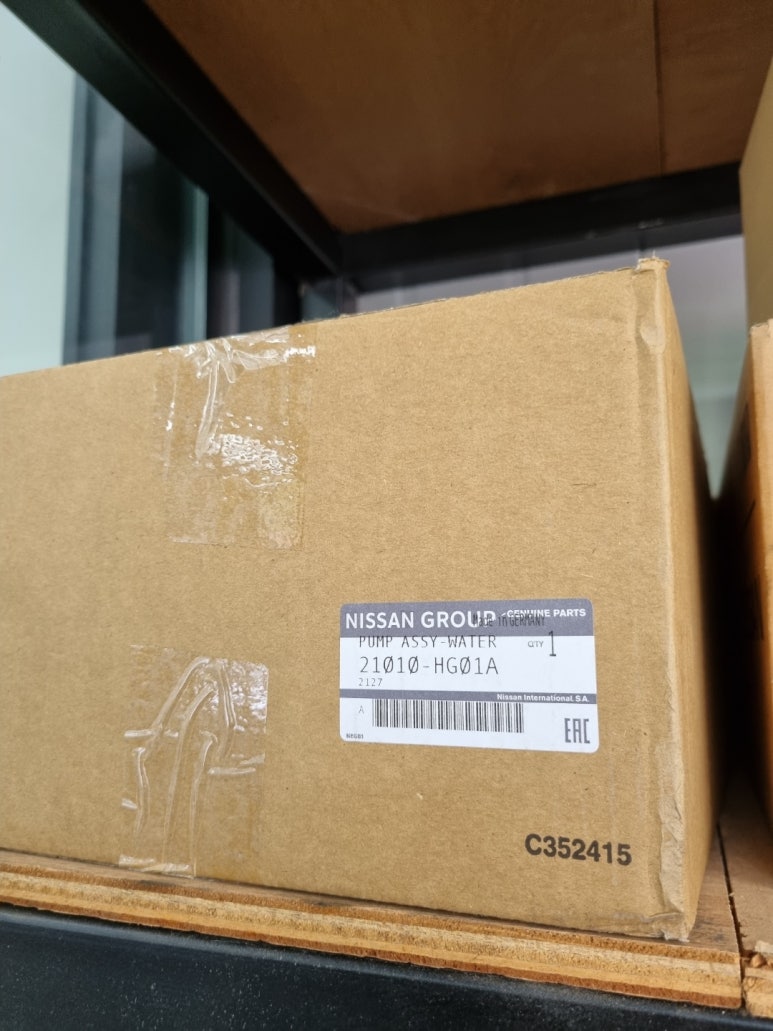 NISSAN GROUP GENUINE PARTS
MADE IN GERMANY
PUMP ASSY-WATER QTY 1
21010-HG01A
2127
Nissan International, S.A.
A
EAC
C352415